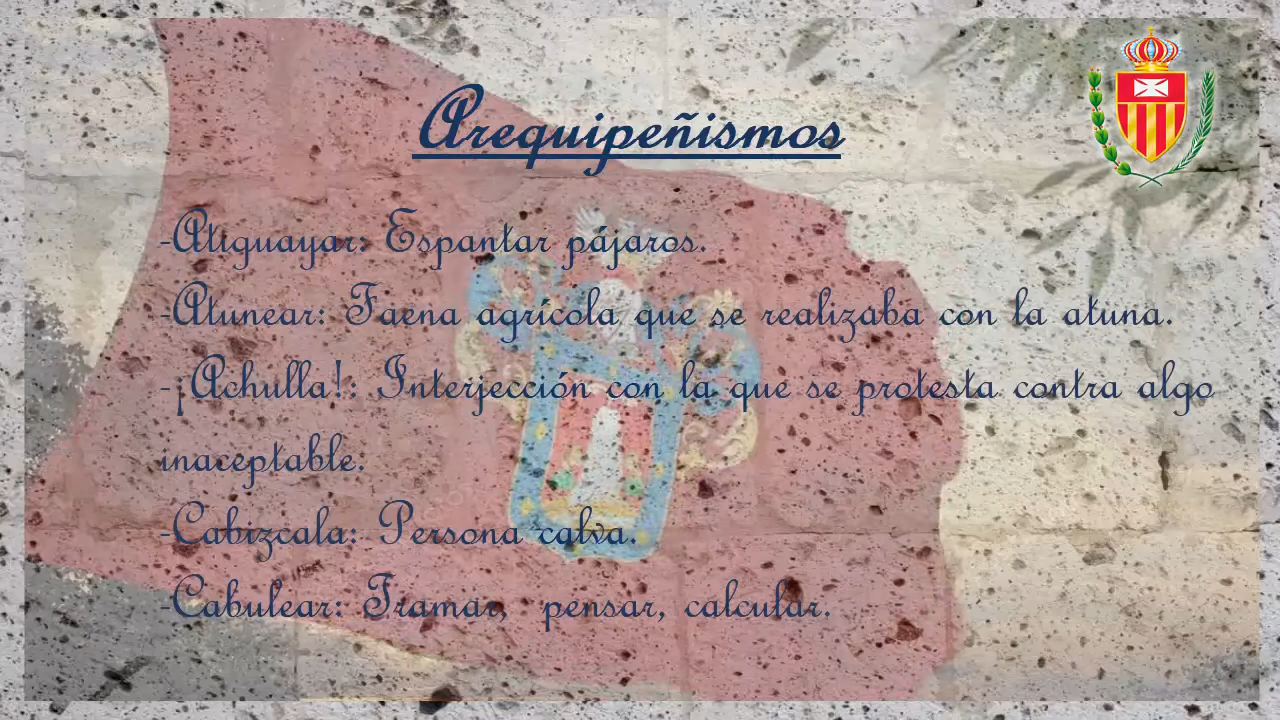 Arequipeñismos
-Atiguayar: Espantar pájaros.
-Atunear: Faena agrícola que se realizaba con la atuna.
-¡Achulla!: Interjección con la que se protesta contra algo
inaceptable.
-Cabizcala: Persona calva.
-Cabulear: Tramar, pensar, calcular.